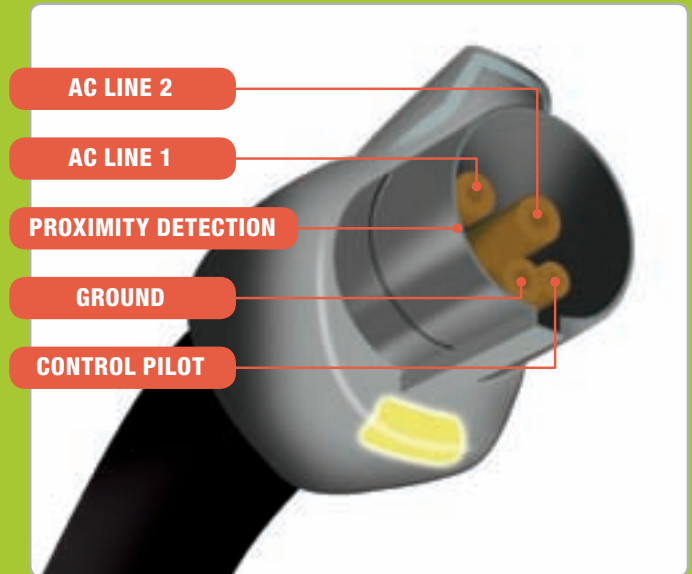 AC LINE 2
AC LINE 1
PROXIMITY DETECTION
GROUND
CONTROL PILOT